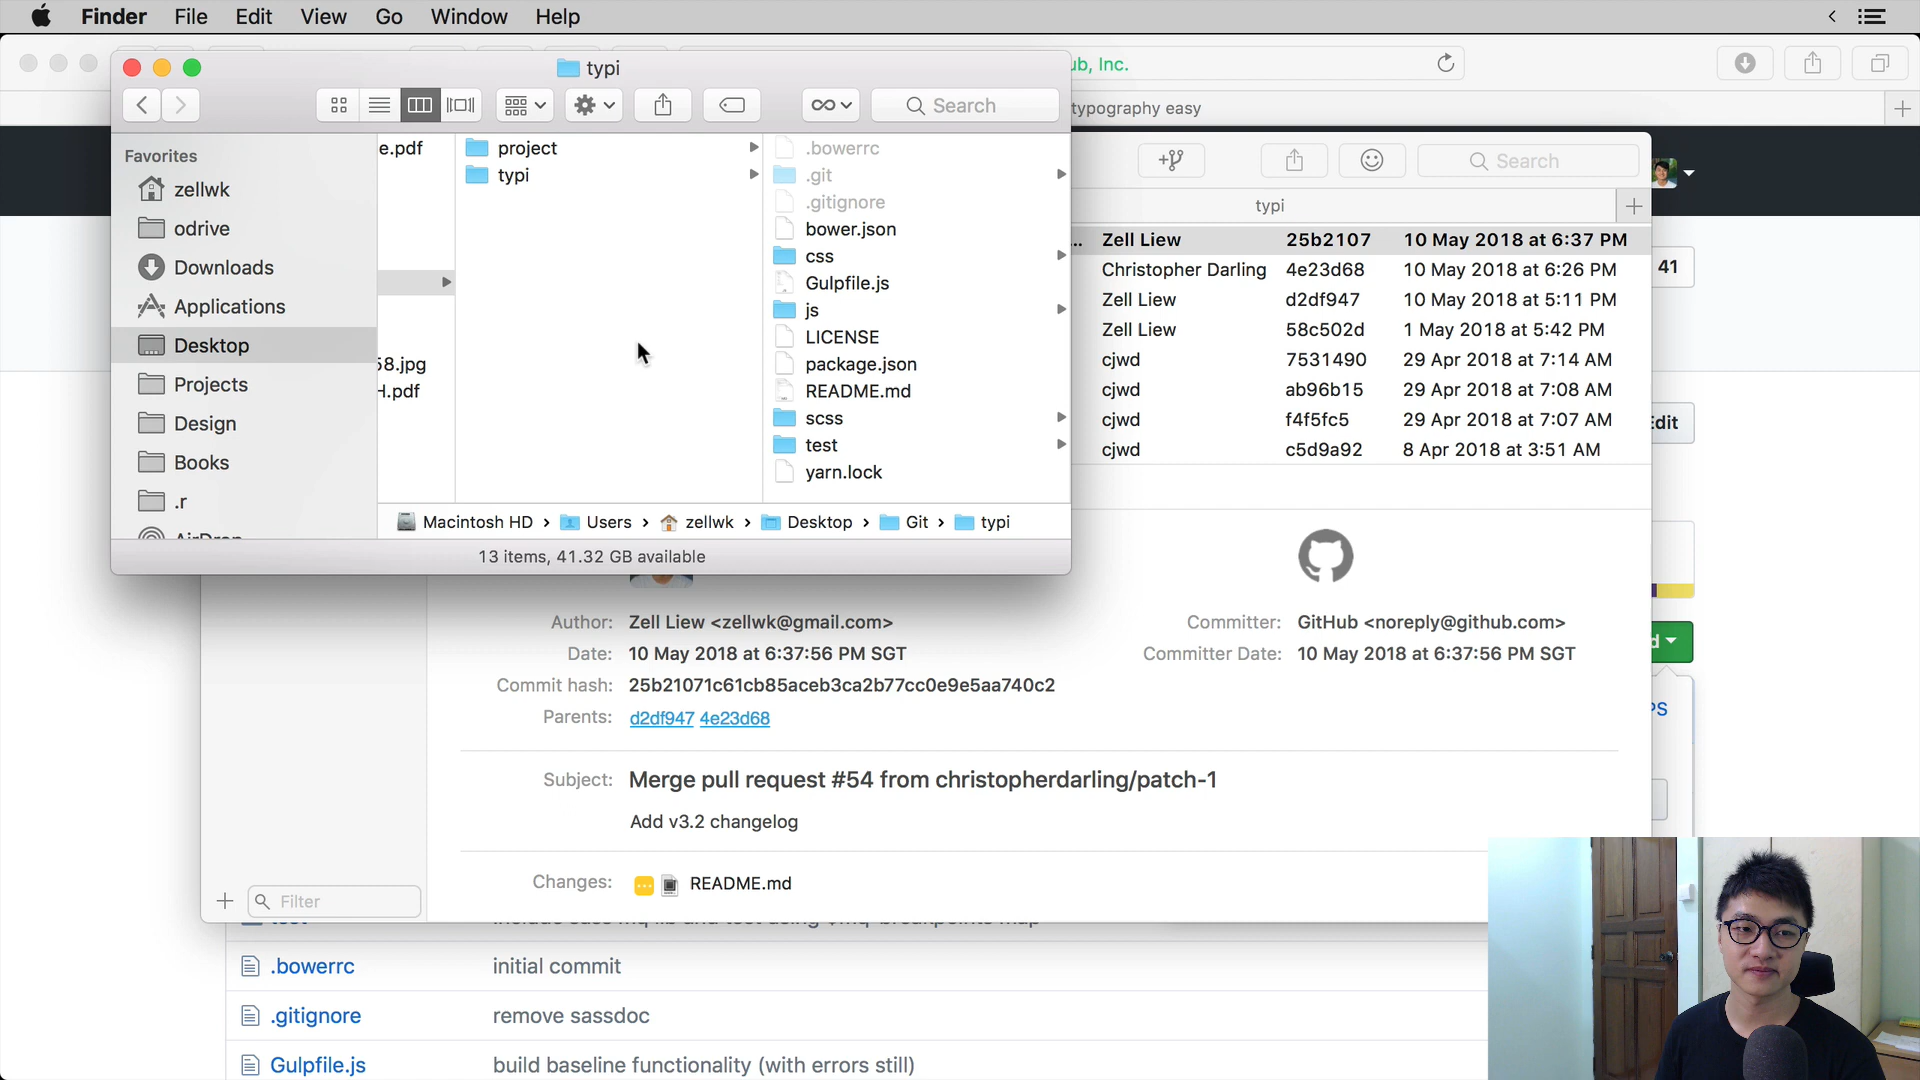 Finder File Edit View Go Window Help
typi
ub, Inc.
Search
typography easy
Favorites
zellwk
odrive
Downloads
Applications
Desktop
Projects
Design
Books
.r
AirDrop
e.pdf
58.jpg
H.pdf
project
typi
.bowerrc
.git
.gitignore
bower.json
css
Gulpfile.js
js
LICENSE
package.json
README.md
scss
test
yarn.lock
Macintosh HD › Users › zellwk › Desktop › Git › typi
13 items, 41.32 GB available
Search
typi
... Zell Liew 25b2107 10 May 2018 at 6:37 PM
Christopher Darling 4e23d68 10 May 2018 at 6:26 PM
Zell Liew d2df947 10 May 2018 at 5:11 PM
Zell Liew 58c502d 1 May 2018 at 5:42 PM
cjwd 7531490 29 Apr 2018 at 7:14 AM
cjwd ab96b15 29 Apr 2018 at 7:08 AM
cjwd f4f5fc5 29 Apr 2018 at 7:07 AM
cjwd c5d9a92 8 Apr 2018 at 3:51 AM
41
Edit
d
PS
Author: Zell Liew <zellwk@gmail.com>
Date: 10 May 2018 at 6:37:56 PM SGT
Commit hash: 25b21071c61cb85aceb3ca2b77cc0e9e5aa740c2
Parents: d2df947 4e23d68
Committer: GitHub <noreply@github.com>
Committer Date: 10 May 2018 at 6:37:56 PM SGT
Subject: Merge pull request #54 from christopherdarling/patch-1
Add v3.2 changelog
Changes: README.md
Filter
.bowerrc initial commit
.gitignore remove sassdoc
Gulpfile.js build baseline functionality (with errors still)